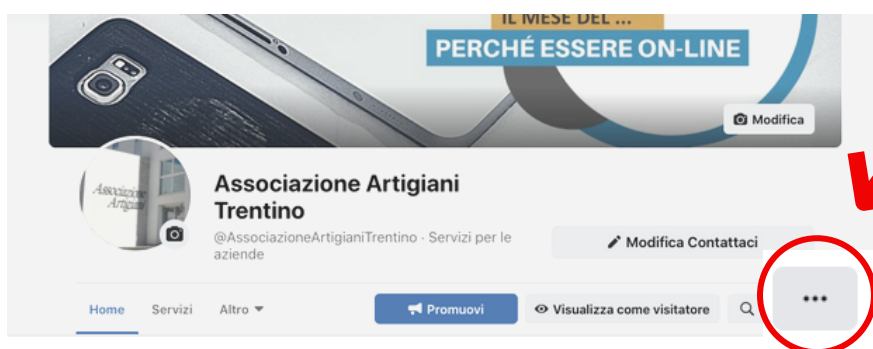 IL MESE DEL ...
PERCHÉ ESSERE ON-LINE
Modifica
Associazione
Artigiani
Associazione Artigiani
Trentino
@AssociazioneArtigianiTrentino · Servizi per le
aziende
Modifica Contattaci
Home Servizi Altro Promuovi Visualizza come visitatore ...